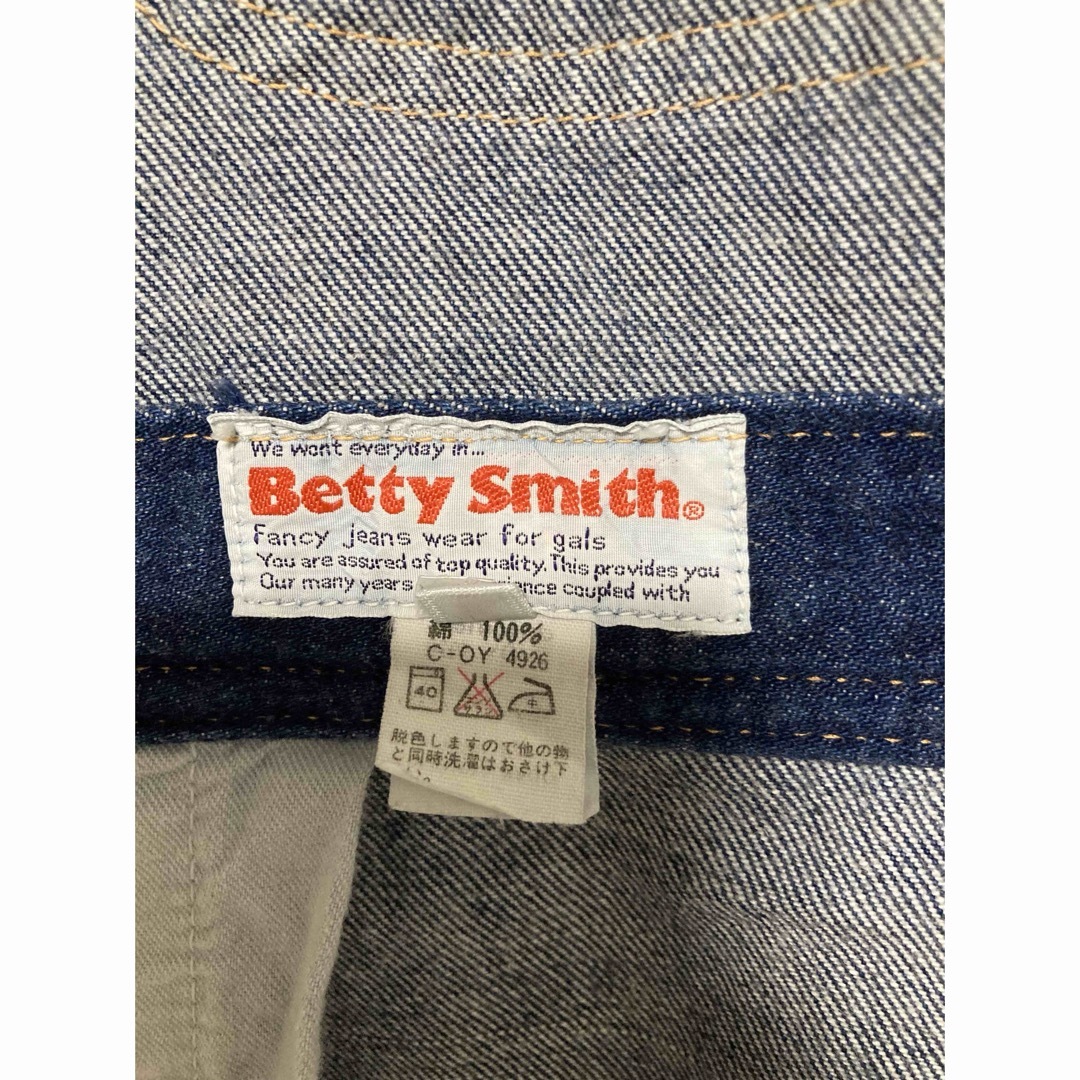 We wont everyday in...
Betty Smith®
Fancy jeans wear for gals
You are assured of top quality. This provides you
Our many years coupled with
綿 100%
C-OY 4926
40
脱色しますので他の物
と同時洗濯はおさけ下
い。